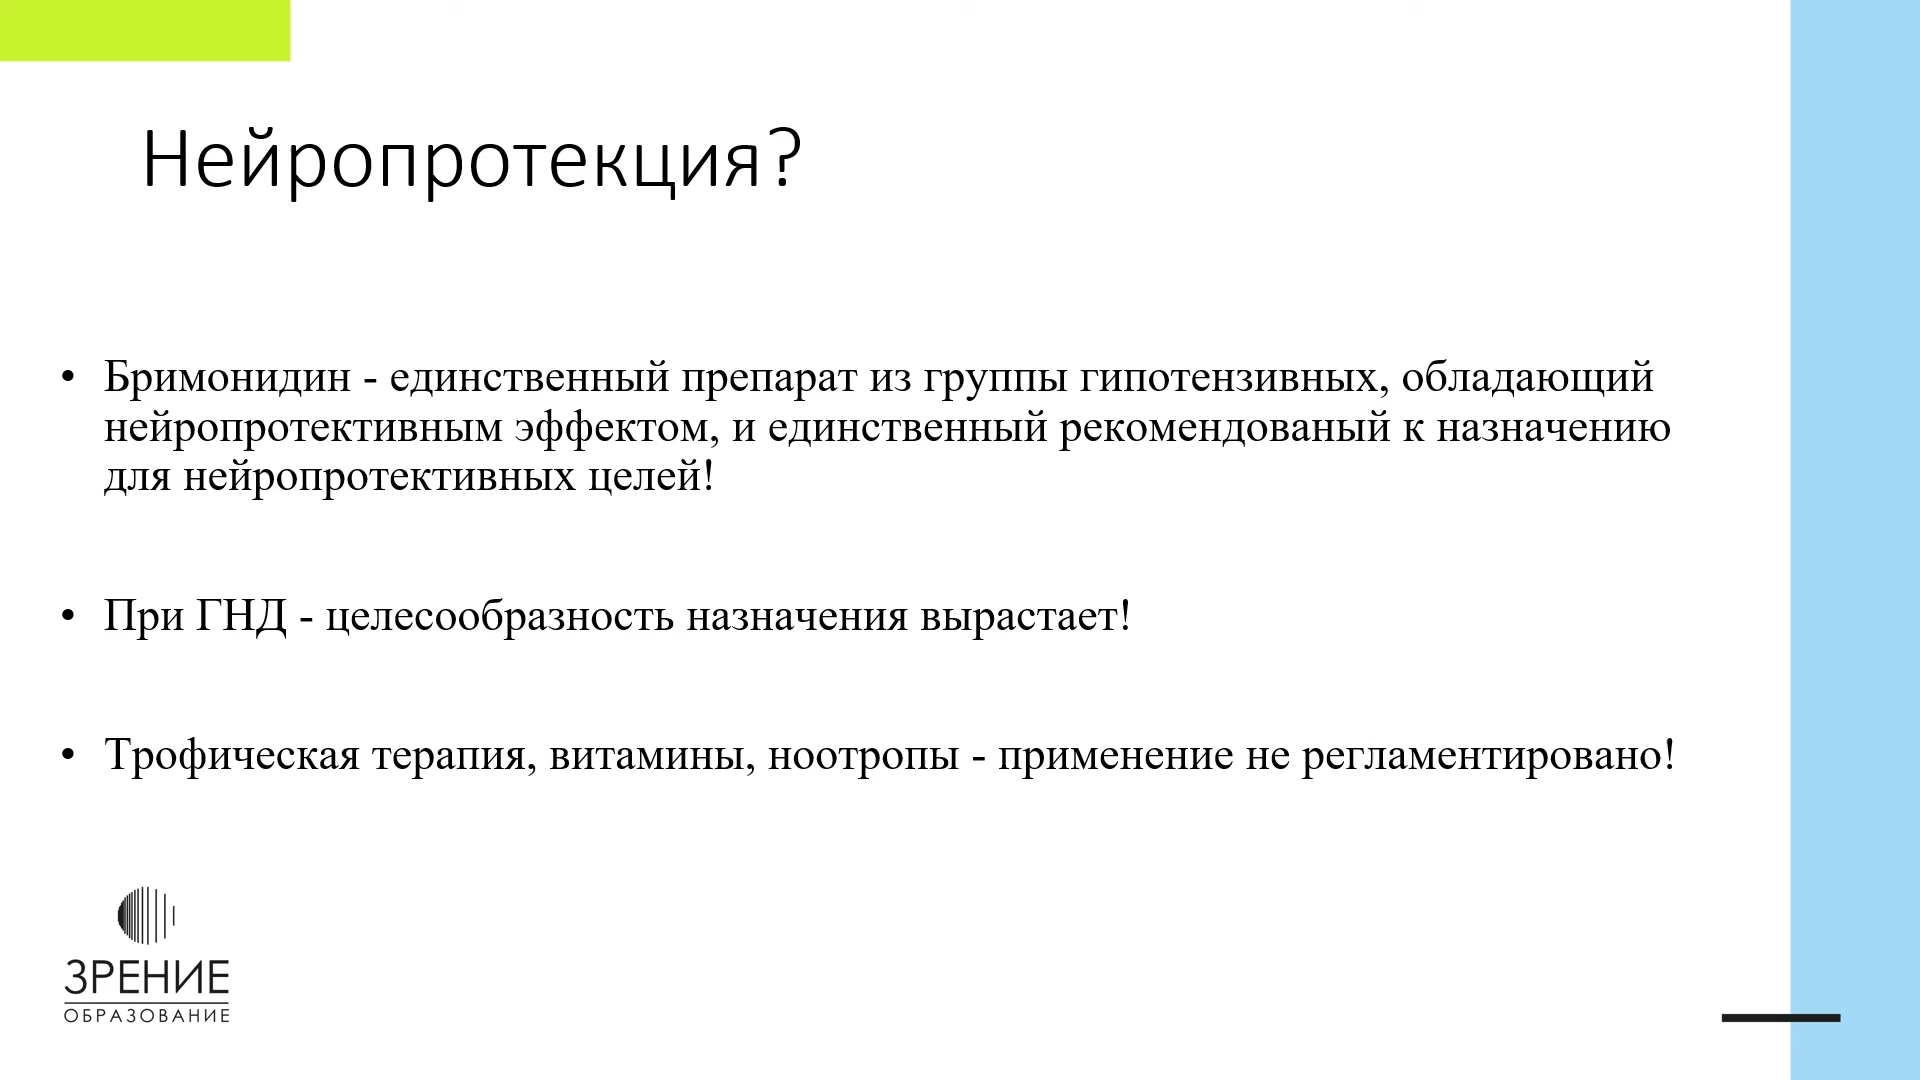 Нейропротекция?
• Бримонидин - единственный препарат из группы гипотензивных, обладающий
нейропротективным эффектом, и единственный рекомендованый к назначению
для нейропротективных целей!
• При ГНД - целесообразность назначения вырастает!
• Трофическая терапия, витамины, ноотропы - применение не регламентировано!
ЗРЕНИЕ
ОБРАЗОВАНИЕ